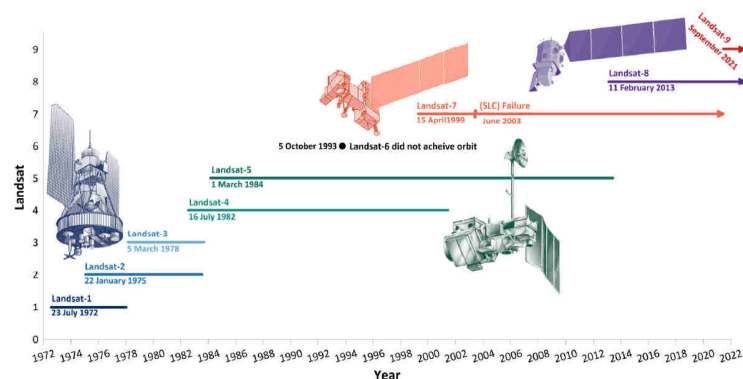 Landsat-9
September 2021
9
8
7
6
5
4
3
2
1
0
Landsat
Landsat-8
11 February 2013
Landsat-7
15 April1999
(SLC) Failure
June 2003
5 October 1993 ● Landsat-6 did not acheive orbit
Landsat-5
1 March 1984
Landsat-4
16 July 1982
Landsat-3
5 March 1978
Landsat-2
22 January 1975
Landsat-1
23 July 1972
1972 1974 1976 1978 1980 1982 1984 1986 1988 1990 1992 1994 1996 1998 2000 2002 2004 2006 2008 2010 2012 2014 2016 2018 2020 2022
Year